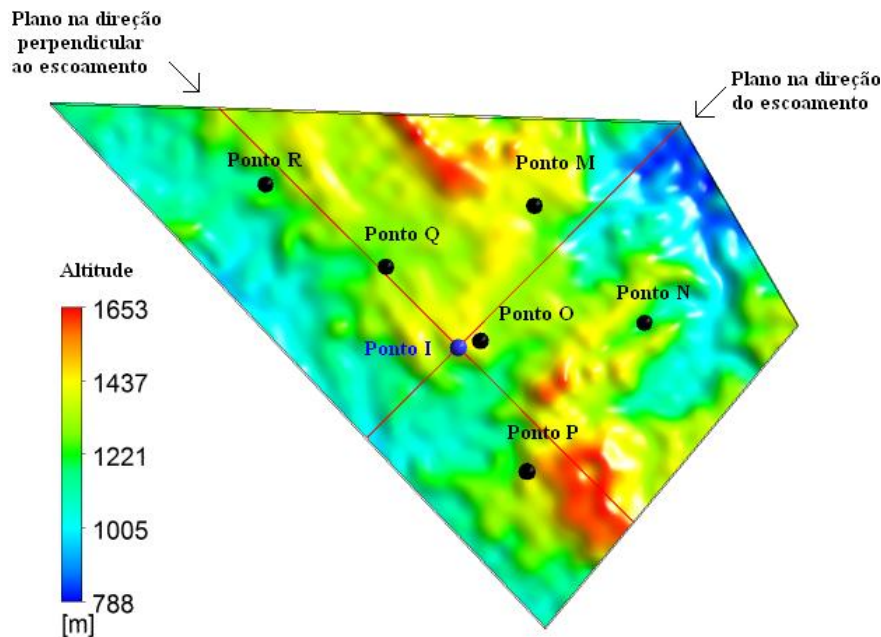 Plano na direção
perpendicular
ao escoamento
Plano na direção
do escoamento
Ponto R
Ponto M
Ponto Q
Altitude
Ponto N
Ponto O
Ponto I
Ponto P
1653
1437
1221
1005
788
[m]